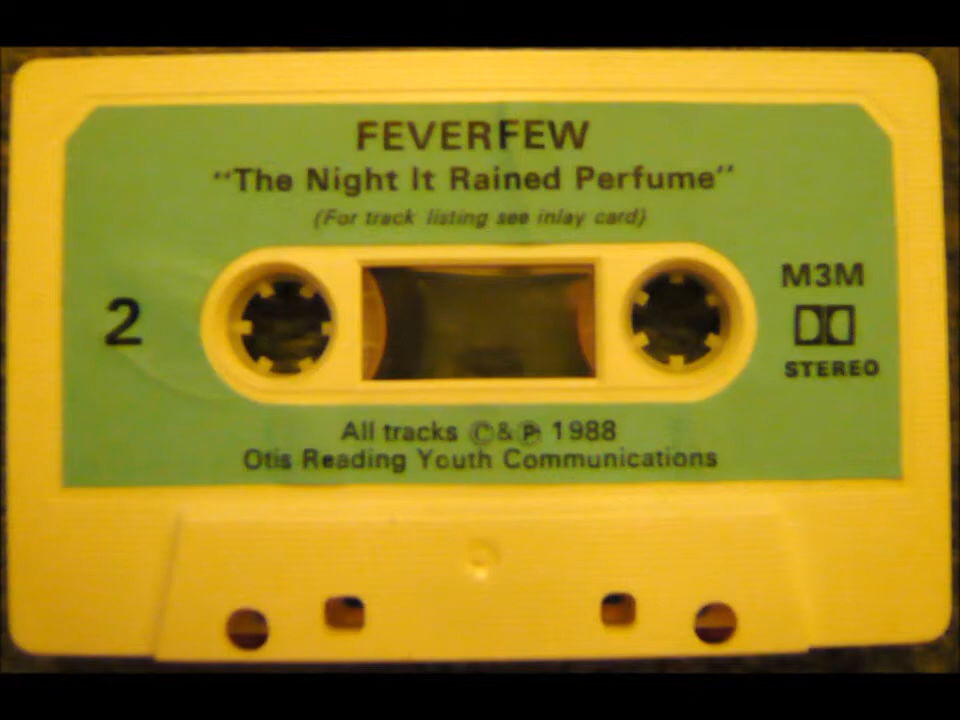 FEVERFEW
“The Night It Rained Perfume”
(For track listing see inlay card)
2
M3M
STEREO
All tracks ©&℗ 1988
Otis Reading Youth Communications